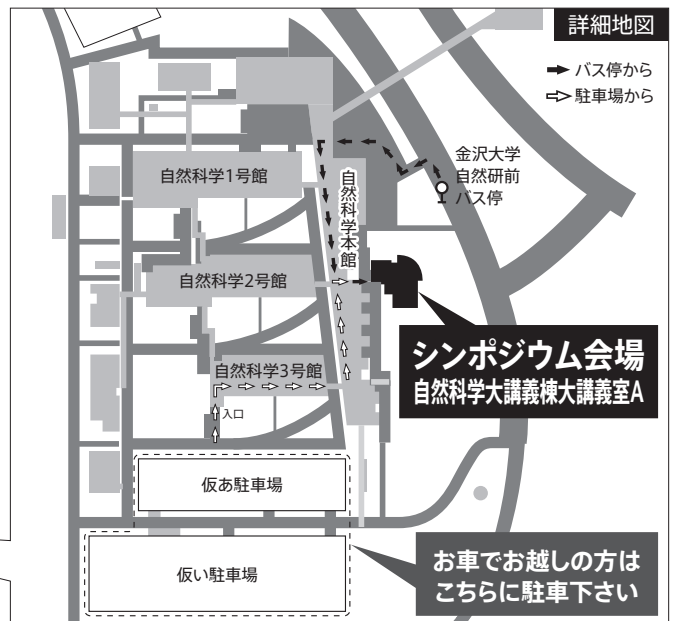 詳細地図
バス停から
駐車場から
金沢大学
自然研前
バス停
自然科学1号館
自然科学本館
自然科学2号館
シンポジウム会場
自然科学大講義棟大講義室A
自然科学3号館
入口
仮あ駐車場
仮い駐車場
お車でお越しの方は
こちらに駐車下さい